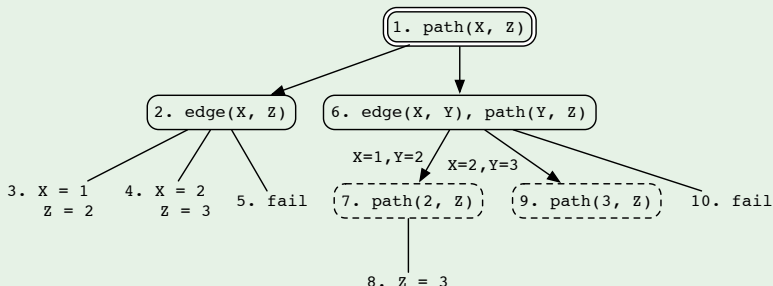 1. path(X, Z)
2. edge(X, Z)
6. edge(X, Y), path(Y, Z)
X=1,Y=2
X=2,Y=3
3. X = 1
Z = 2
4. X = 2
Z = 3
5. fail
7. path(2, Z)
9. path(3, Z)
10. fail
8. Z = 3